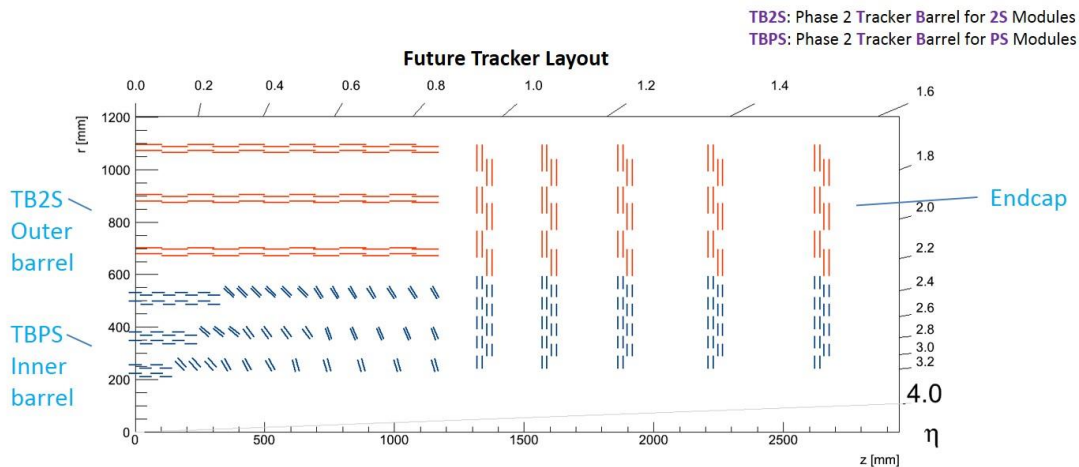 TB2S: Phase 2 Tracker Barrel for 2S Modules
TBPS: Phase 2 Tracker Barrel for PS Modules
Future Tracker Layout
0.0 0.2 0.4 0.6 0.8 1.0 1.2 1.4 1.6
r [mm]
1200
1000
800
600
400
200
0
TB2S
Outer
barrel
TBPS
Inner
barrel
Endcap
1.8
2.0
2.2
2.4
2.6
2.8
3.0
3.2
4.0
η
0 500 1000 1500 2000 2500
z [mm]